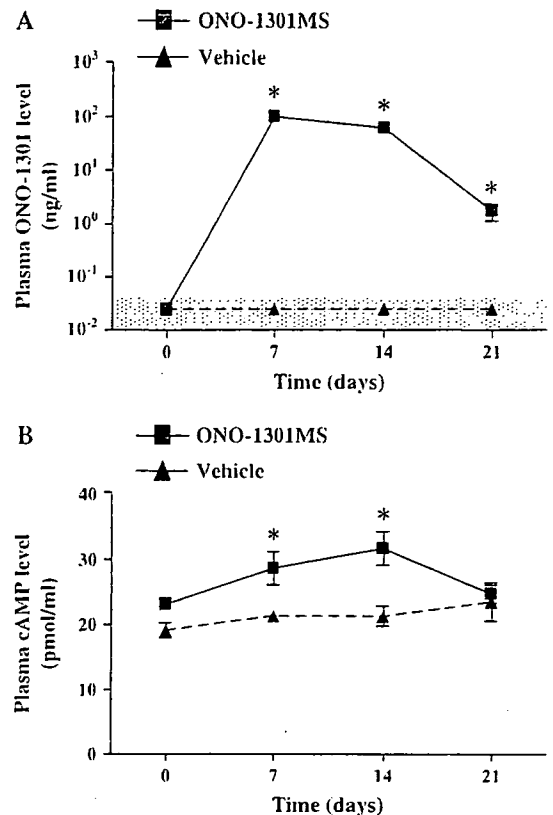 A
ONO-1301MS
Vehicle
Plasma ONO-1301 level
(ng/ml)
10³
10²
10¹
10⁰
10⁻¹
10⁻²
*
*
*
0 7 14 21
Time (days)
B
ONO-1301MS
Vehicle
Plasma cAMP level
(pmol/ml)
40
30
20
10
0
*
*
0 7 14 21
Time (days)